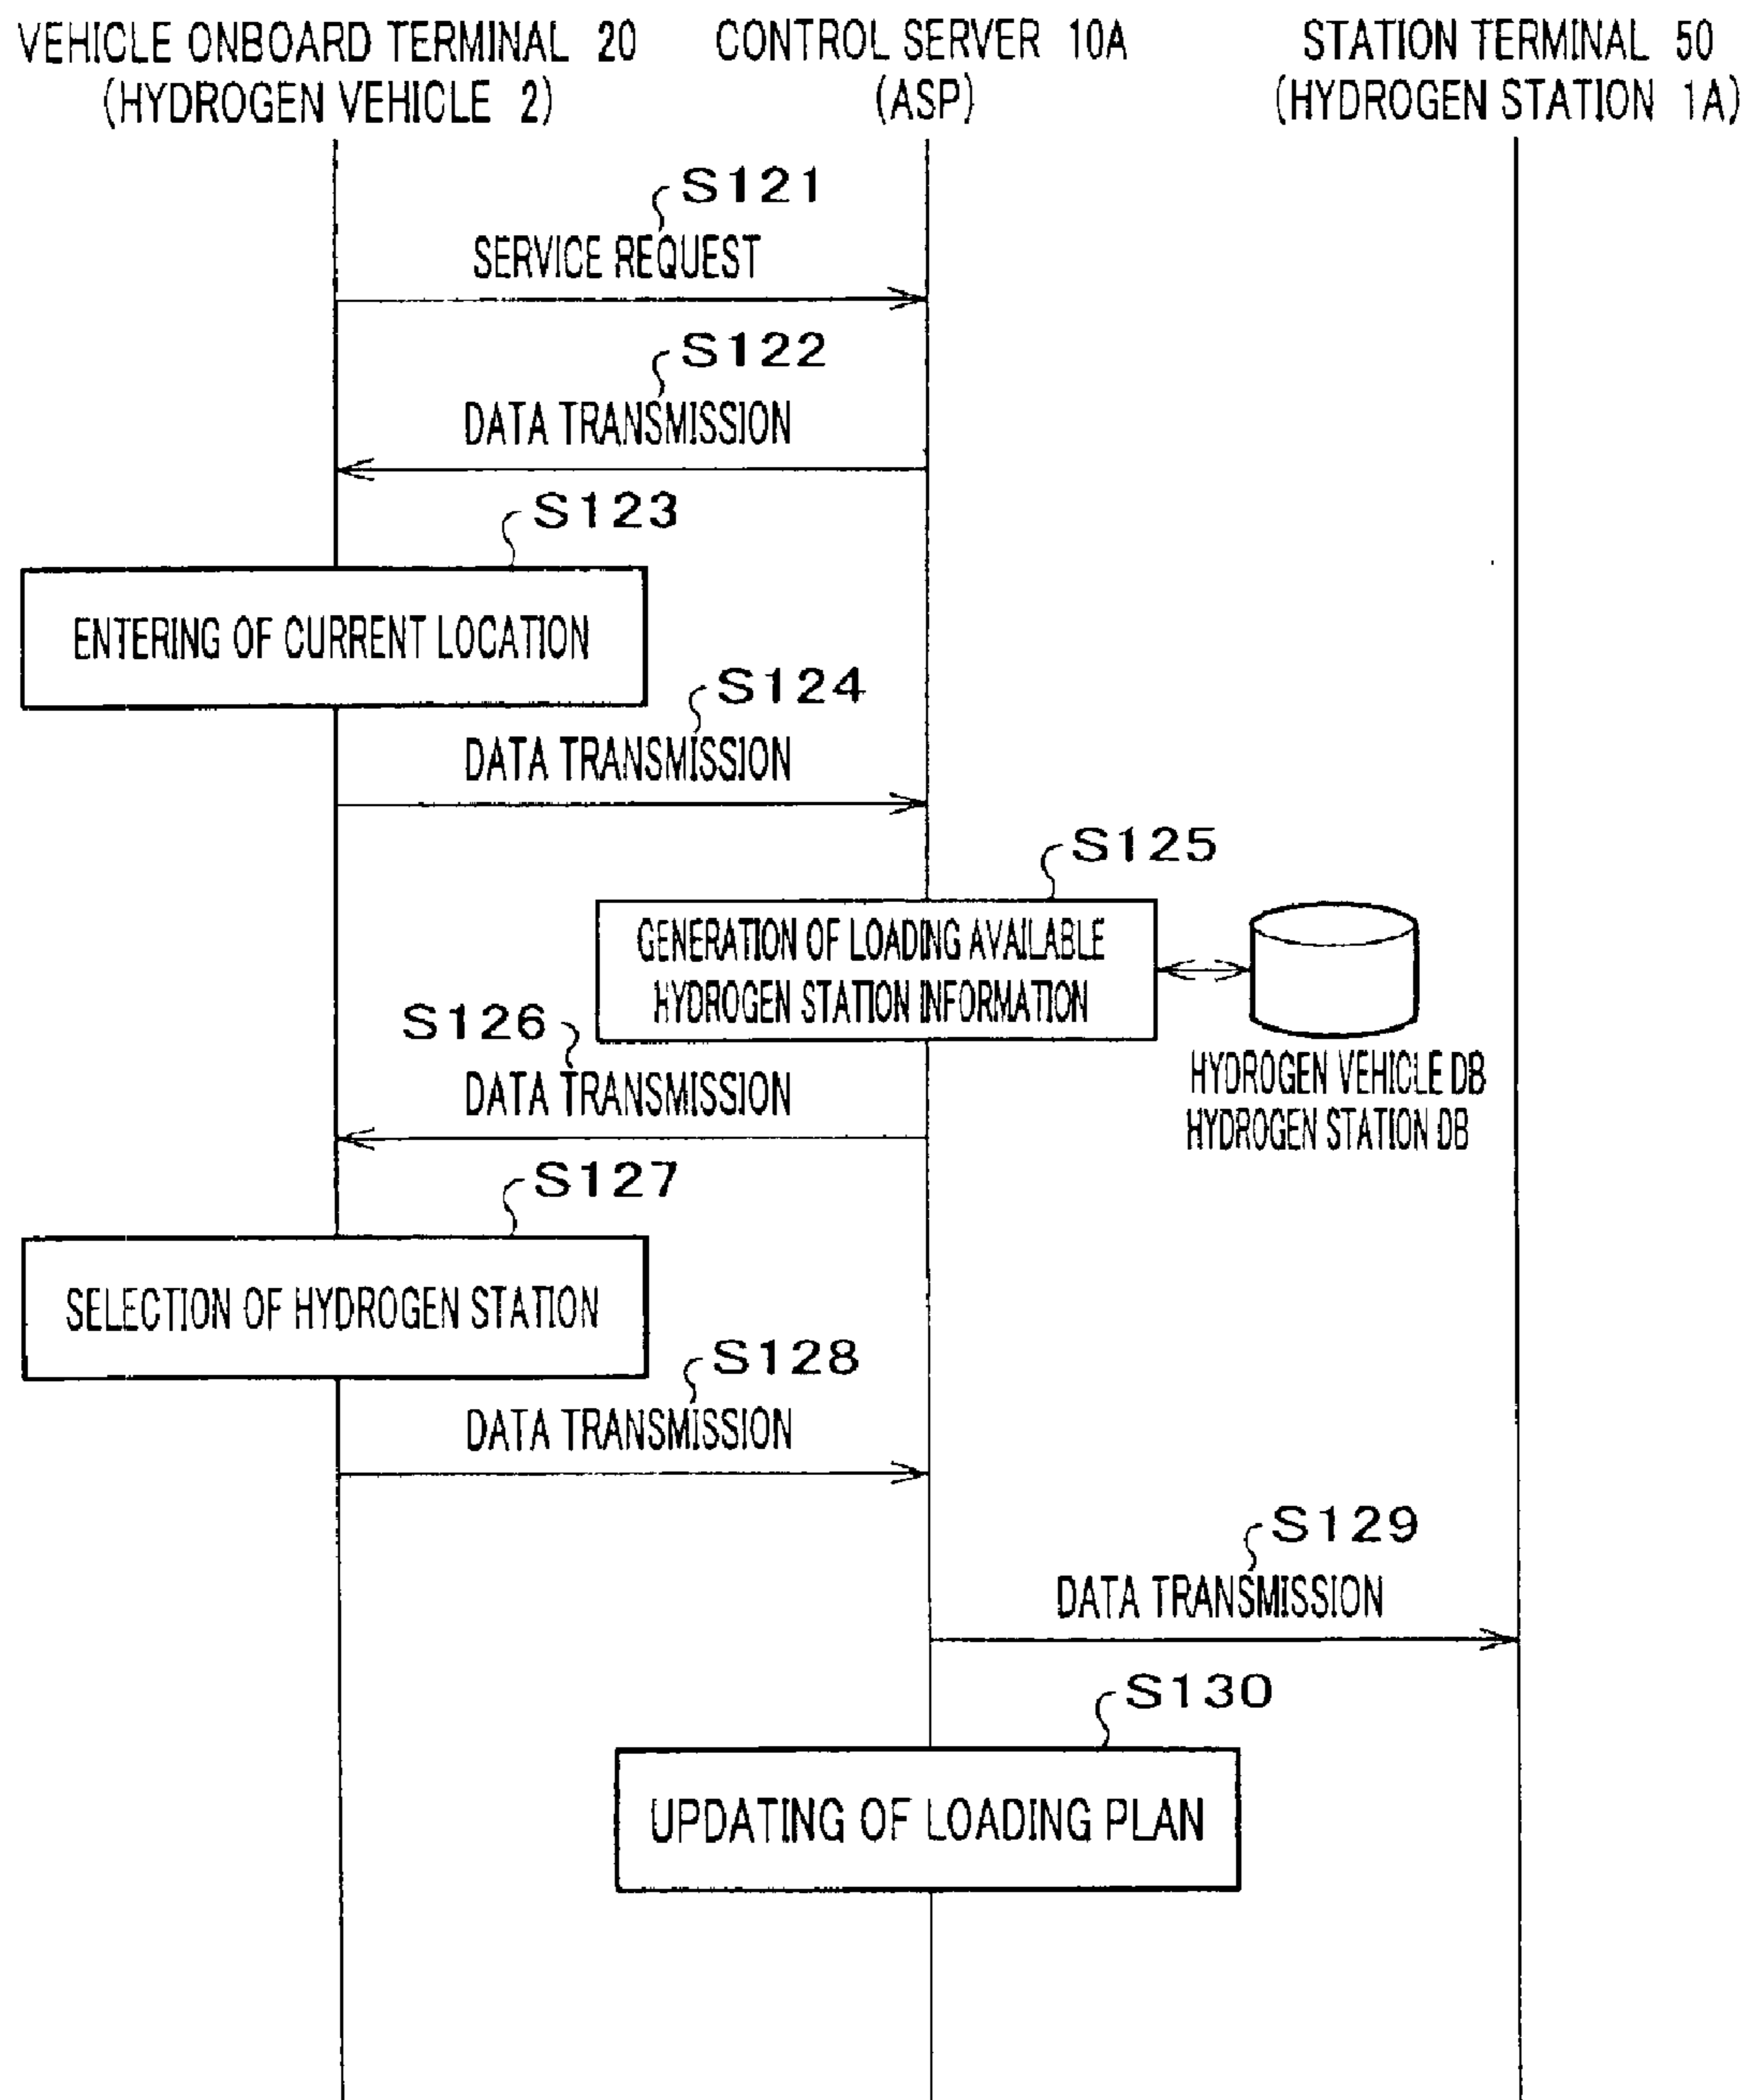 VEHICLE ONBOARD TERMINAL 20
(HYDROGEN VEHICLE 2)
CONTROL SERVER 10A
(ASP)
STATION TERMINAL 50
(HYDROGEN STATION 1A)
S121
SERVICE REQUEST
S122
DATA TRANSMISSION
S123
ENTERING OF CURRENT LOCATION
S124
DATA TRANSMISSION
S125
GENERATION OF LOADING AVAILABLE
HYDROGEN STATION INFORMATION
HYDROGEN VEHICLE DB
HYDROGEN STATION DB
S126
DATA TRANSMISSION
S127
SELECTION OF HYDROGEN STATION
S128
DATA TRANSMISSION
S129
DATA TRANSMISSION
S130
UPDATING OF LOADING PLAN